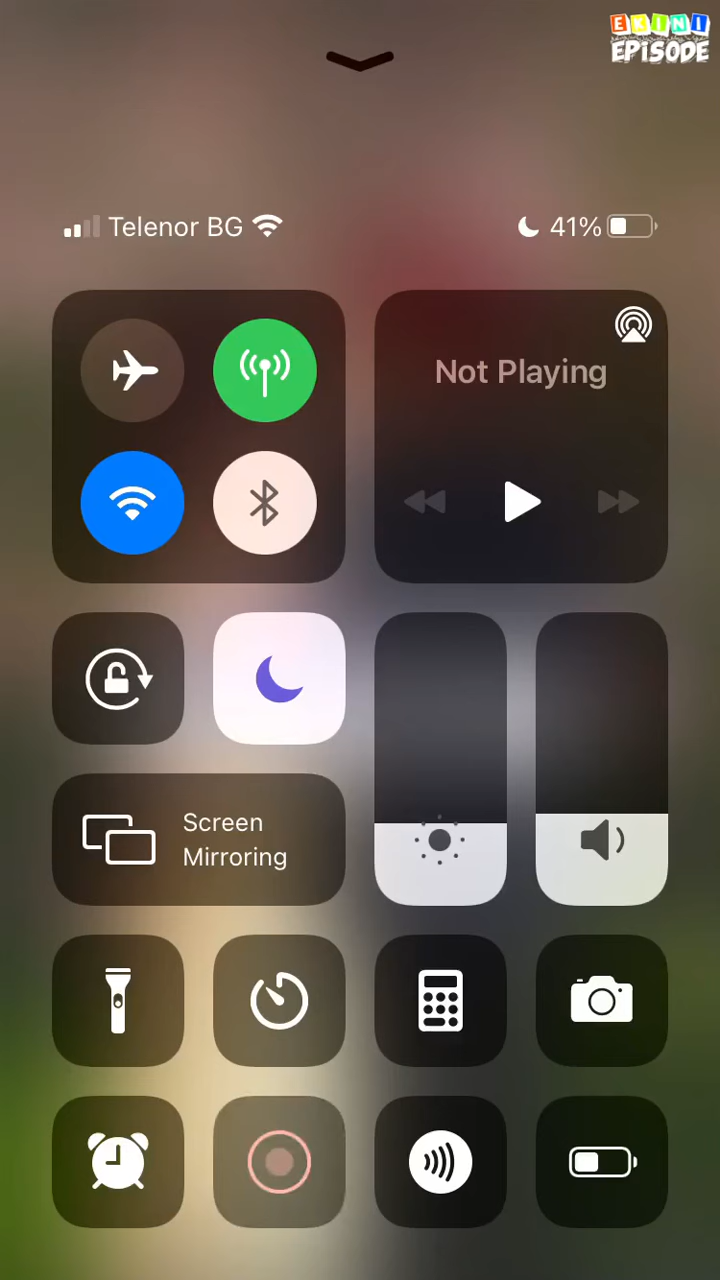 EKINI
EPISODE
Telenor BG
41%
Not Playing
Screen
Mirroring